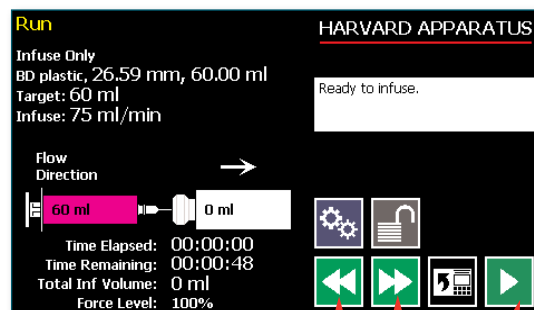 Run
HARVARD APPARATUS
Infuse Only
BD plastic, 26.59 mm, 60.00 ml
Target: 60 ml
Infuse: 75 ml/min
Ready to infuse.
Flow
Direction
60 ml
0 ml
Time Elapsed: 00:00:00
Time Remaining: 00:00:48
Total Inf Volume: 0 ml
Force Level: 100%